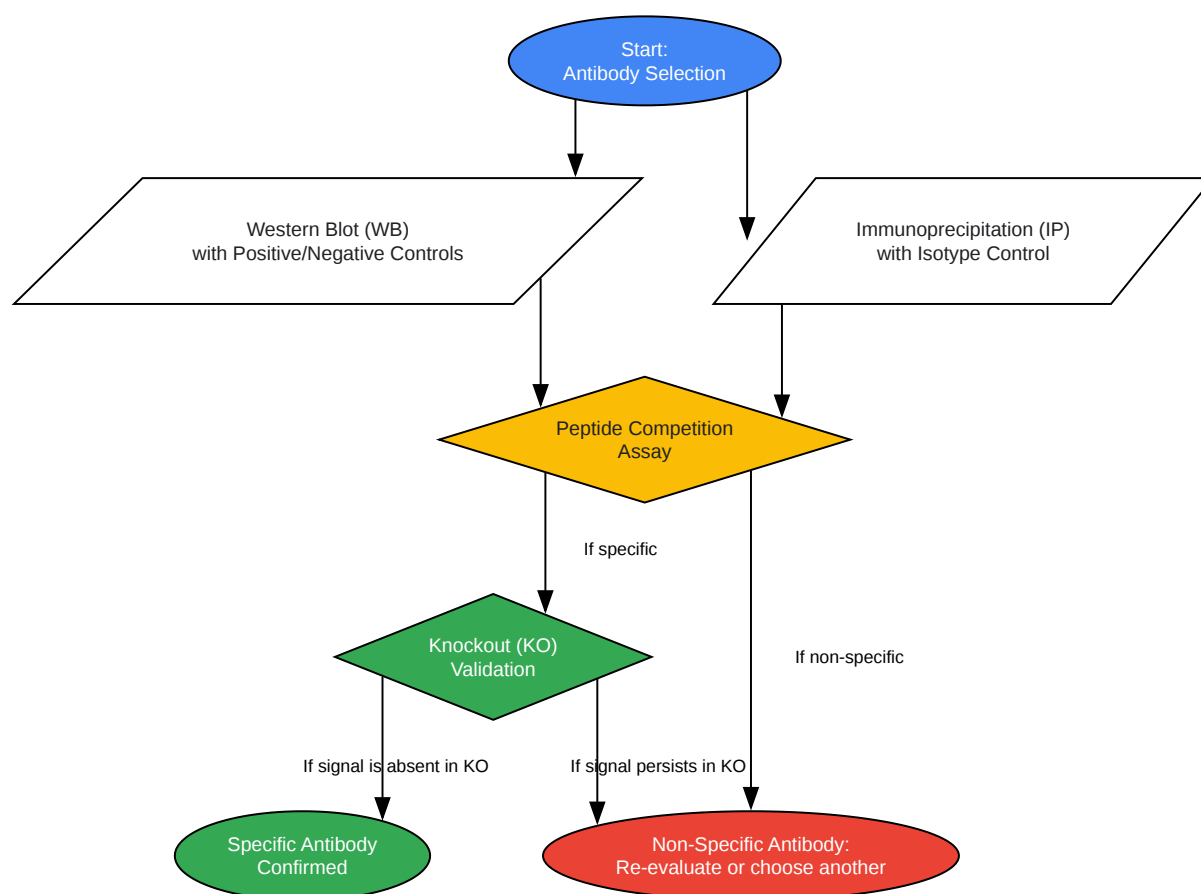 Start:
Antibody Selection
Western Blot (WB)
with Positive/Negative Controls
Immunoprecipitation (IP)
with Isotype Control
Peptide Competition
Assay
If specific
Knockout (KO)
Validation
If non-specific
If signal is absent in KO
If signal persists in KO
Specific Antibody
Confirmed
Non-Specific Antibody:
Re-evaluate or choose another